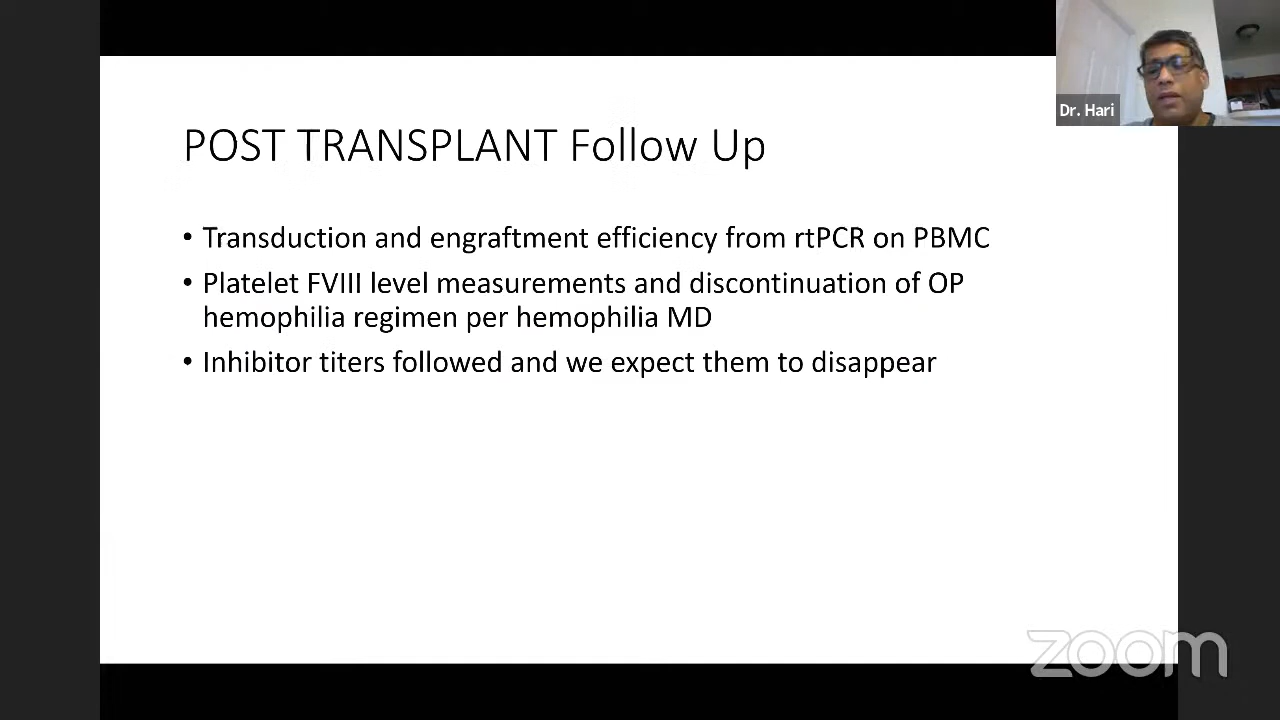 Dr. Hari
POST TRANSPLANT Follow Up
• Transduction and engraftment efficiency from rtPCR on PBMC
• Platelet FVIII level measurements and discontinuation of OP
hemophilia regimen per hemophilia MD
• Inhibitor titers followed and we expect them to disappear
zoom